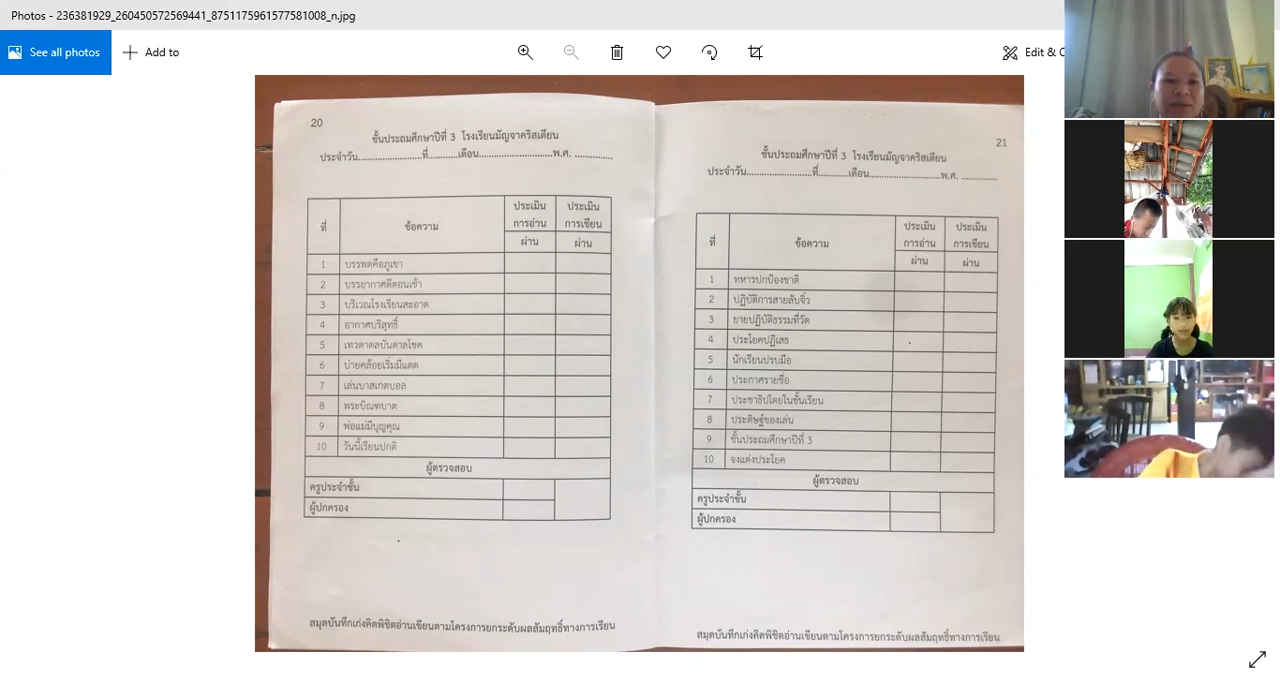 Photos - 236381929_260450572569441_8751175961577581008_n.jpg
See all photos
Add to
Edit & C
20
ชั้นประถมศึกษาปีที่ 3 โรงเรียนมัญจาคริสเตียน
ประจำวัน......................ที่..........เดือน.........................พ.ศ. .............
ที่ ข้อความ ประเมินการอ่าน ประเมินการเขียน
ผ่าน ผ่าน
1 บรรพตคือภูเขา
2 บรรยากาศดีตอนเช้า
3 บริเวณโรงเรียนสะอาด
4 อากาศบริสุทธิ์
5 เทวดาดลบันดาลโชค
6 บ่ายคล้อยเริ่มมีแดด
7 เล่นบาสเกตบอล
8 พระบิณฑบาต
9 พ่อแม่มีบุญคุณ
10 วันนี้เรียนปกติ
ผู้ตรวจสอบ
ครูประจำชั้น
ผู้ปกครอง
สมุดบันทึกเก่งคิดพิชิตอ่านเขียนตามโครงการยกระดับผลสัมฤทธิ์ทางการเรียน
21
ชั้นประถมศึกษาปีที่ 3 โรงเรียนมัญจาคริสเตียน
ประจำวัน......................ที่..........เดือน.........................พ.ศ. .............
ที่ ข้อความ ประเมินการอ่าน ประเมินการเขียน
ผ่าน ผ่าน
1 ทหารปกป้องชาติ
2 ปฏิบัติการสายลับจิ๋ว
3 ยายปฏิบัติธรรมที่วัด
4 ประโยคปฏิเสธ
5 นักเรียนปรบมือ
6 ประกาศรายชื่อ
7 ประชาธิปไตยในชั้นเรียน
8 ประดิษฐ์ของเล่น
9 ชั้นประถมศึกษาปีที่ 3
10 จงแต่งประโยค
ผู้ตรวจสอบ
ครูประจำชั้น
ผู้ปกครอง
สมุดบันทึกเก่งคิดพิชิตอ่านเขียนตามโครงการยกระดับผลสัมฤทธิ์ทางการเรียน